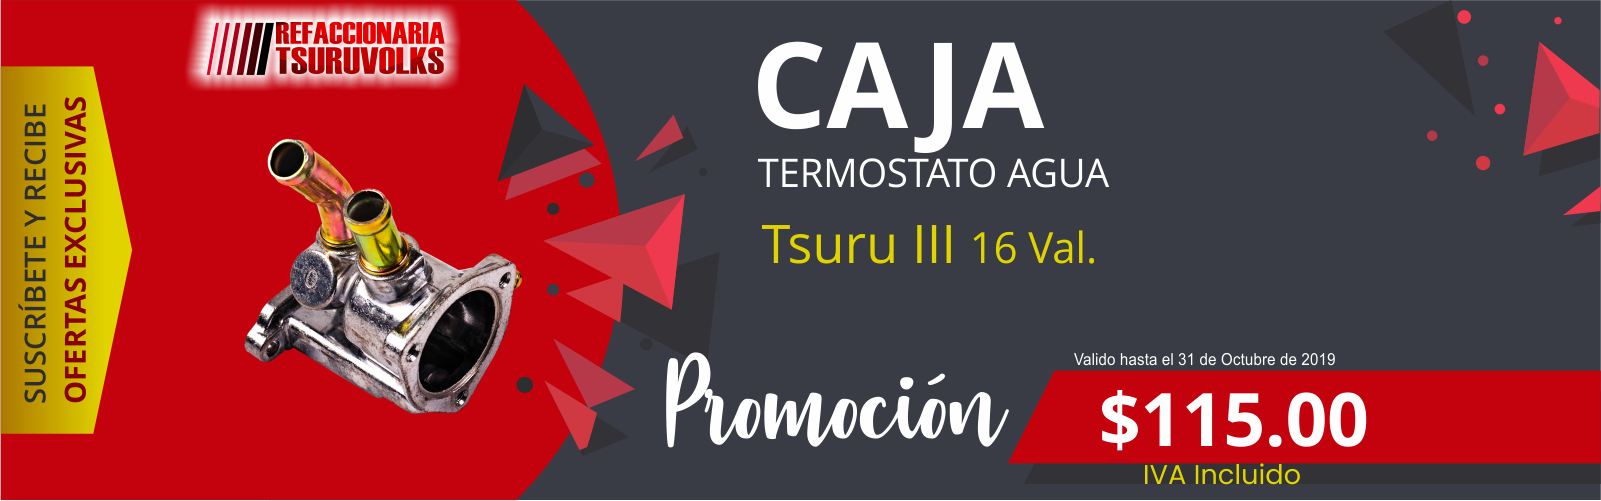 REFACCIONARIA
TSURUVOLKS
SUSCRÍBETE Y RECIBE
OFERTAS EXCLUSIVAS
CAJA
TERMOSTATO AGUA
Tsuru III 16 Val.
Promoción
Valido hasta el 31 de Octubre de 2019
$115.00
IVA Incluido